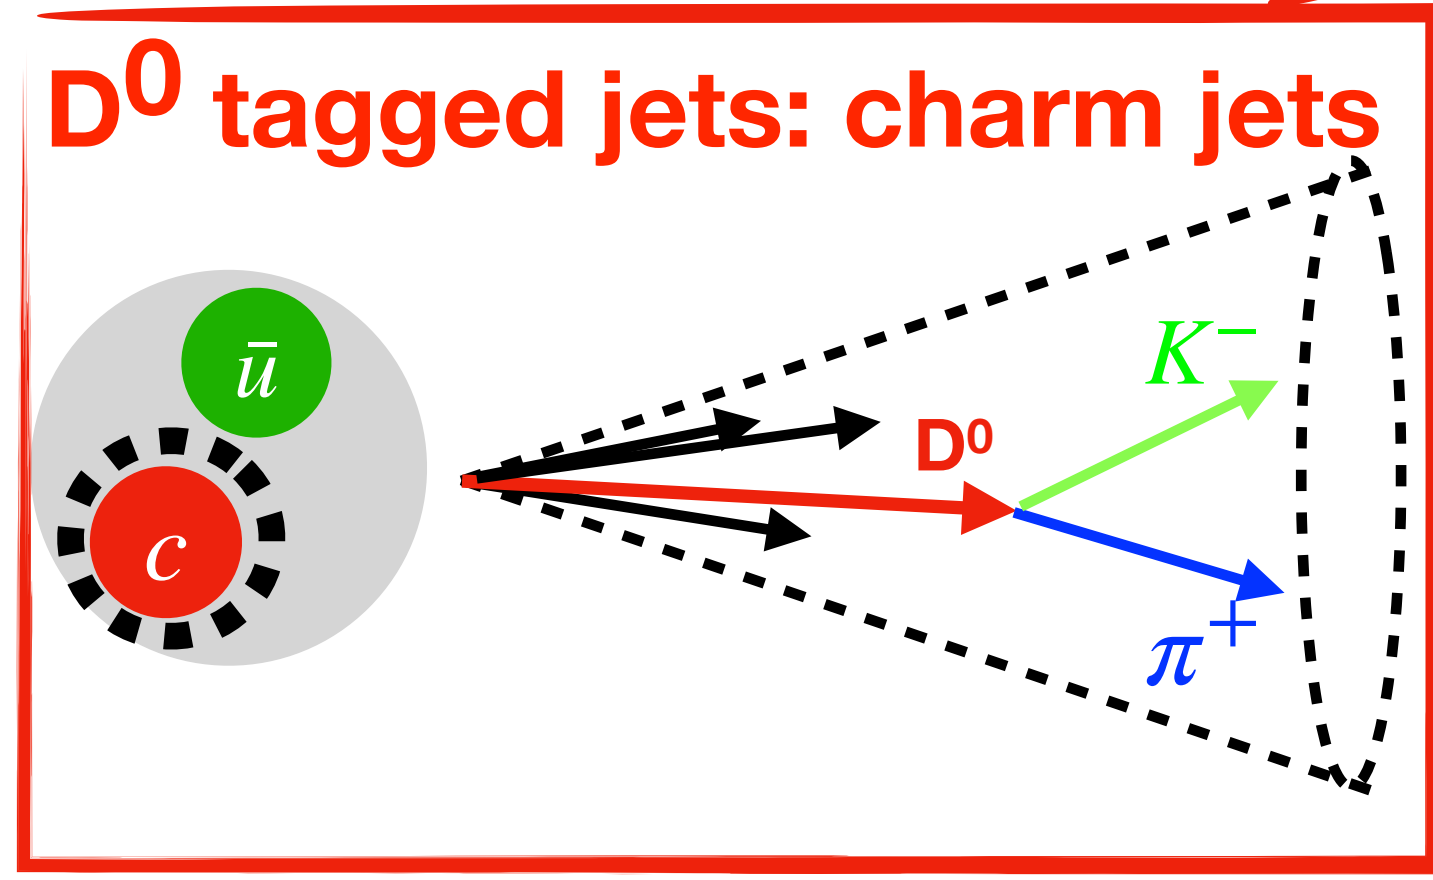 D⁰ tagged jets: charm jets
ū
c
D⁰
K⁻
π⁺